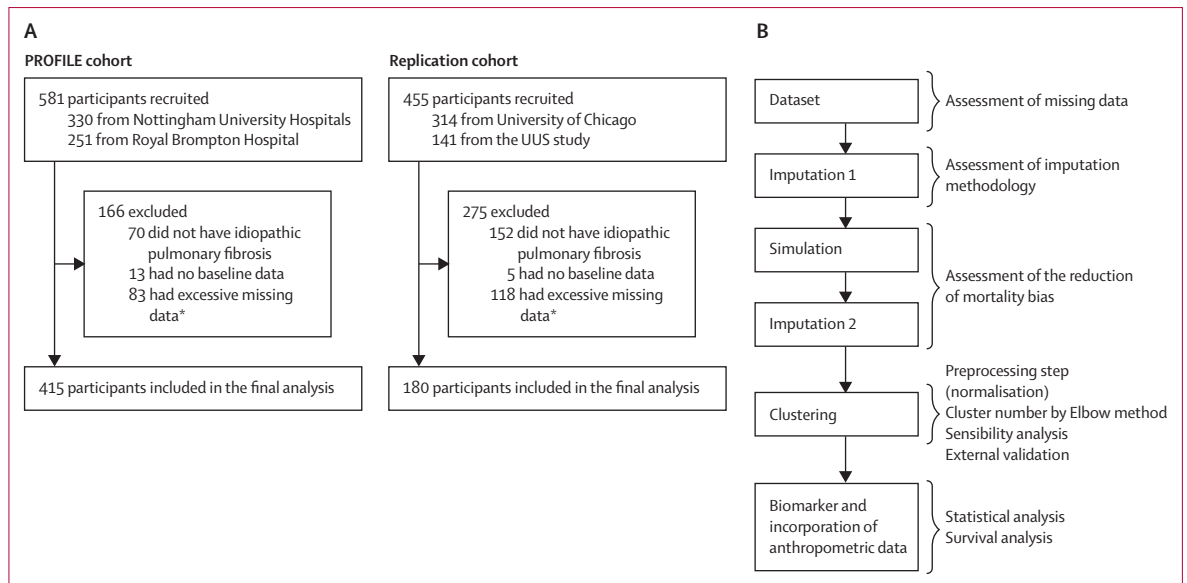 A
PROFILE cohort
581 participants recruited
330 from Nottingham University Hospitals
251 from Royal Brompton Hospital
166 excluded
70 did not have idiopathic
pulmonary fibrosis
13 had no baseline data
83 had excessive missing
data*
415 participants included in the final analysis
Replication cohort
455 participants recruited
314 from University of Chicago
141 from the UUS study
275 excluded
152 did not have idiopathic
pulmonary fibrosis
5 had no baseline data
118 had excessive missing
data*
180 participants included in the final analysis
B
Dataset
Assessment of missing data
Imputation 1
Assessment of imputation
methodology
Simulation
Imputation 2
Assessment of the reduction
of mortality bias
Clustering
Preprocessing step
(normalisation)
Cluster number by Elbow method
Sensibility analysis
External validation
Biomarker and
incorporation of
anthropometric data
Statistical analysis
Survival analysis